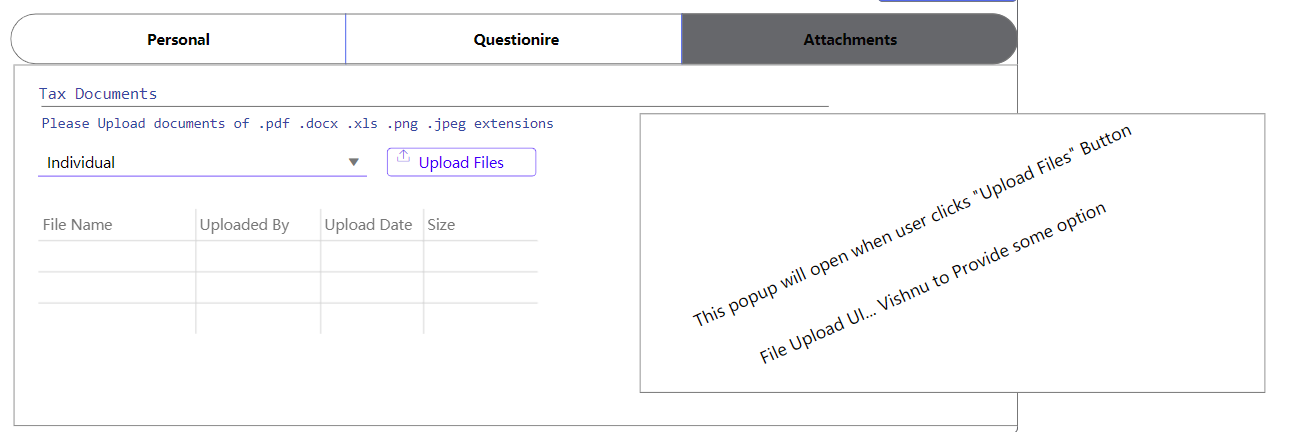 Personal
Questionire
Attachments
Tax Documents
Please Upload documents of .pdf .docx .xls .png .jpeg extensions
Individual
Upload Files
File Name
Uploaded By
Upload Date
Size
This popup will open when user clicks "Upload Files" Button
File Upload UI... Vishnu to Provide some option